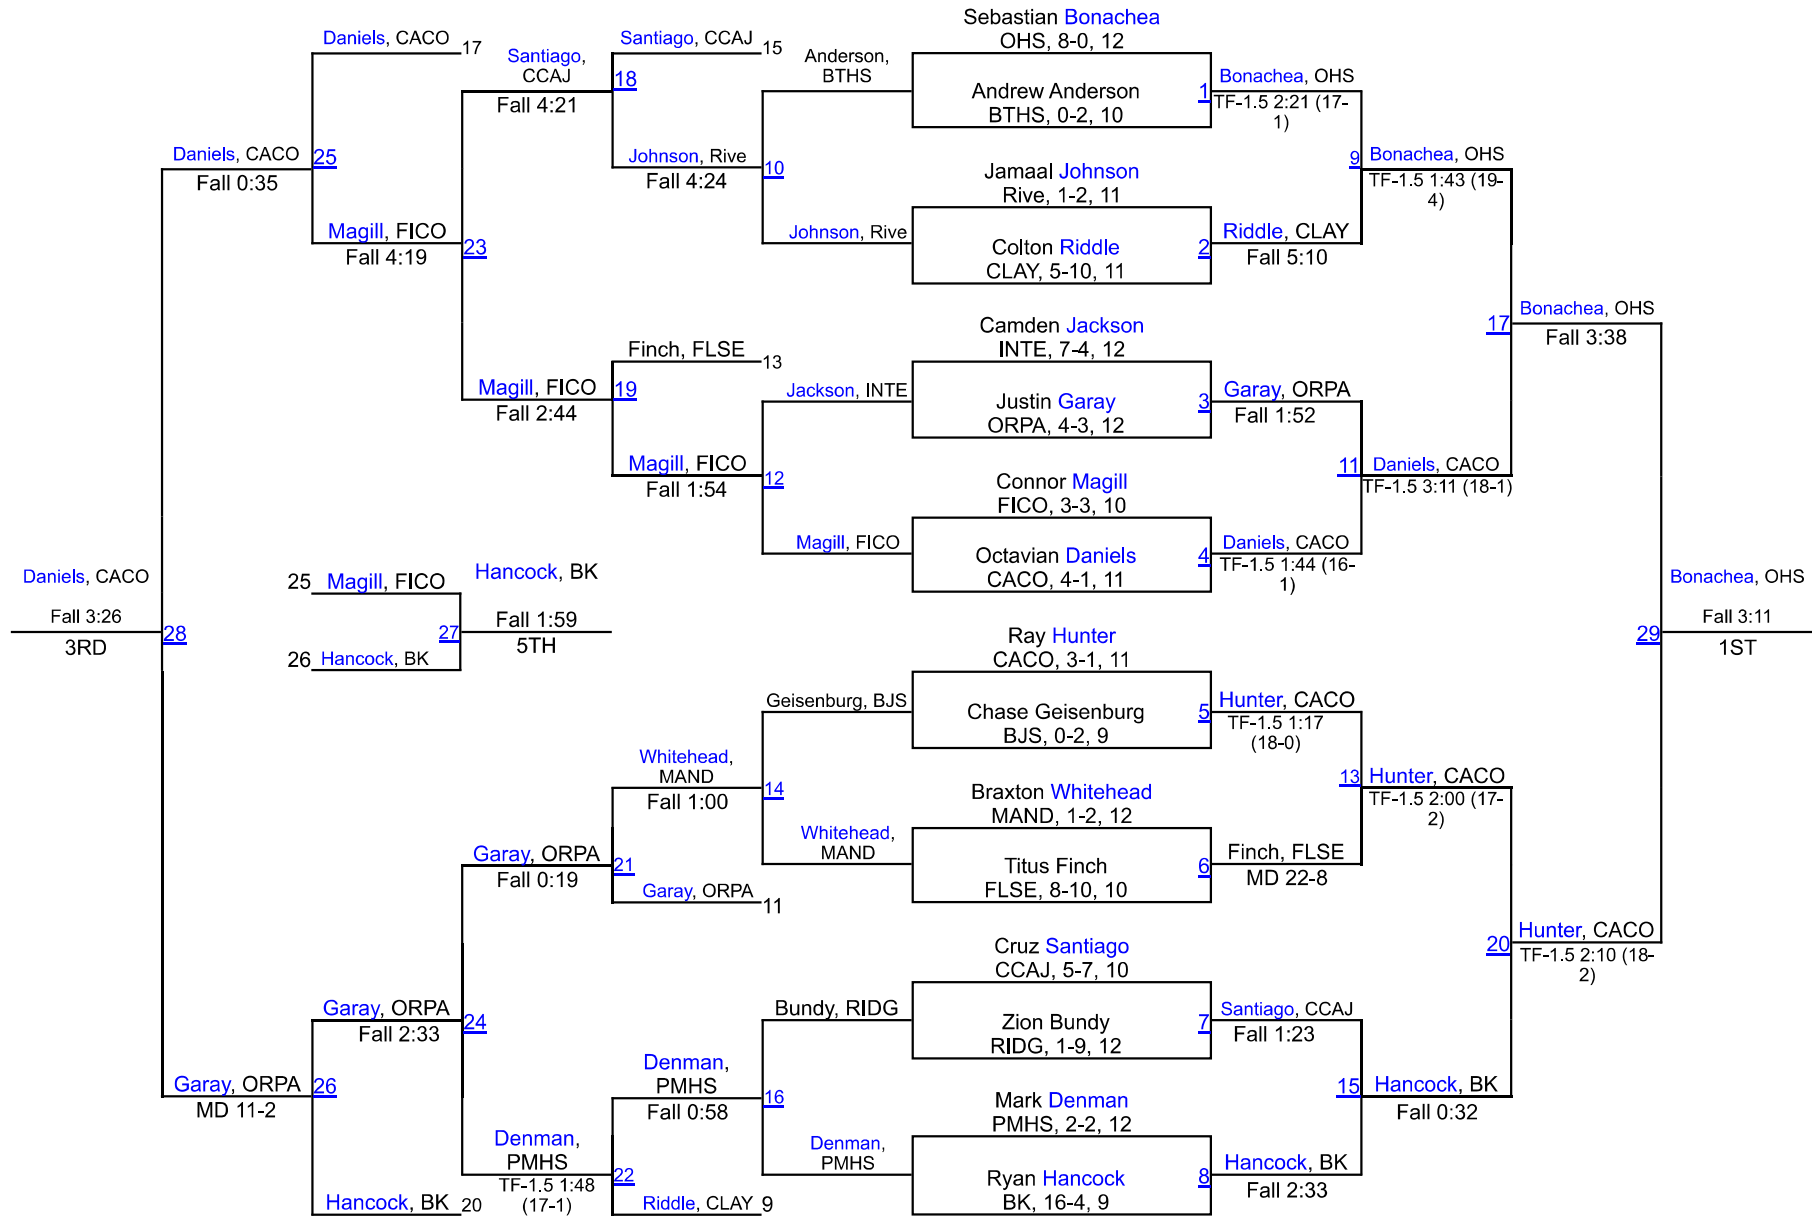 Sebastian Bonachea
OHS, 8-0, 12
Daniels, CACO 17
Santiago,
CCAJ
Fall 4:21
Santiago, CCAJ 15
18
Anderson,
BTHS
Andrew Anderson
BTHS, 0-2, 10
1
Bonachea, OHS
TF-1.5 2:21 (17-
1)
Daniels, CACO
Fall 0:35
25
Johnson, Rive
Fall 4:24
10
Jamaal Johnson
Rive, 1-2, 11
9
Bonachea, OHS
TF-1.5 1:43 (19-
4)
Magill, FICO
Fall 4:19
23
Johnson, Rive
Colton Riddle
CLAY, 5-10, 11
2
Riddle, CLAY
Fall 5:10
Camden Jackson
INTE, 7-4, 12
17
Bonachea, OHS
Fall 3:38
Finch, FLSE
13
Magill, FICO
Fall 2:44
19
Jackson, INTE
Justin Garay
ORPA, 4-3, 12
3
Garay, ORPA
Fall 1:52
Magill, FICO
Fall 1:54
12
Connor Magill
FICO, 3-3, 10
11
Daniels, CACO
TF-1.5 3:11 (18-1)
Magill, FICO
Octavian Daniels
CACO, 4-1, 11
4
Daniels, CACO
TF-1.5 1:44 (16-
1)
Daniels, CACO
Fall 3:26
3RD
28
25 Magill, FICO
26 Hancock, BK
27
Hancock, BK
Fall 1:59
5TH
29
Bonachea, OHS
Fall 3:11
1ST
Ray Hunter
CACO, 3-1, 11
Geisenburg, BJS
Chase Geisenburg
BJS, 0-2, 9
5
Hunter, CACO
TF-1.5 1:17
(18-0)
Whitehead,
MAND
Fall 1:00
14
Braxton Whitehead
MAND, 1-2, 12
13
Hunter, CACO
TF-1.5 2:00 (17-
2)
Garay, ORPA
Fall 0:19
21
Whitehead,
MAND
Titus Finch
FLSE, 8-10, 10
6
Finch, FLSE
MD 22-8
Garay, ORPA
11
Cruz Santiago
CCAJ, 5-7, 10
20
Hunter, CACO
TF-1.5 2:10 (18-
2)
Garay, ORPA
Fall 2:33
24
Bundy, RIDG
Zion Bundy
RIDG, 1-9, 12
7
Santiago, CCAJ
Fall 1:23
Garay, ORPA
MD 11-2
26
Denman,
PMHS
Fall 0:58
16
Mark Denman
PMHS, 2-2, 12
15
Hancock, BK
Fall 0:32
Denman,
PMHS
TF-1.5 1:48
(17-1)
22
Denman,
PMHS
Ryan Hancock
BK, 16-4, 9
8
Hancock, BK
Fall 2:33
Hancock, BK 20
Riddle, CLAY 9